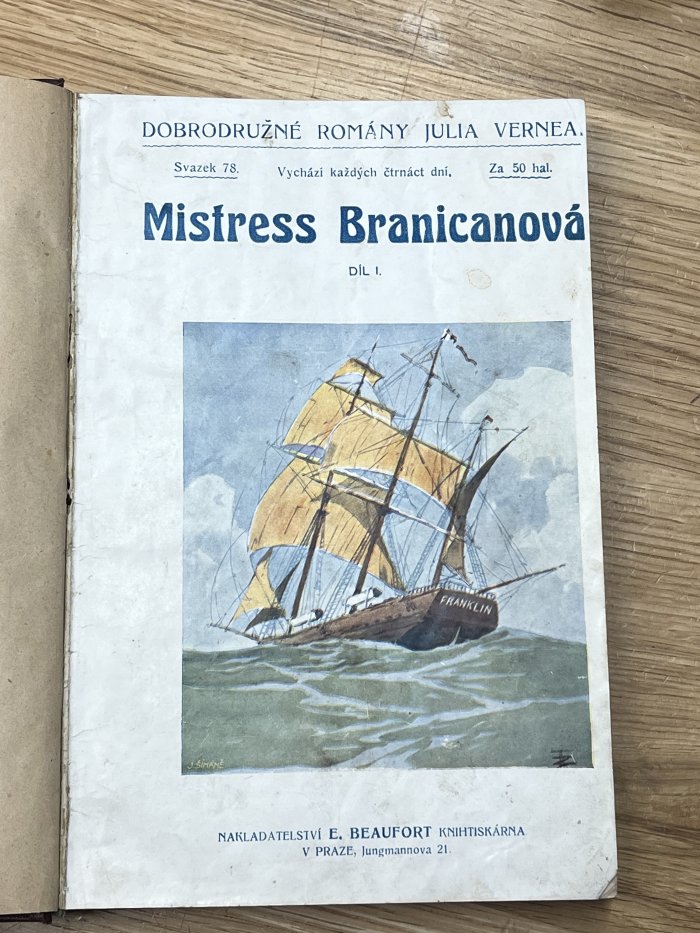 DOBRODRUŽNÉ ROMÁNY JULIA VERNEA.
Svazek 78. Vychází každých čtrnáct dní. Za 50 hal.
Mistress Branicanová
DÍL I.
FRANKLIN
NAKLADATELSTVÍ E. BEAUFORT KNIHTISKÁRNA
V PRAZE, Jungmannova 21.